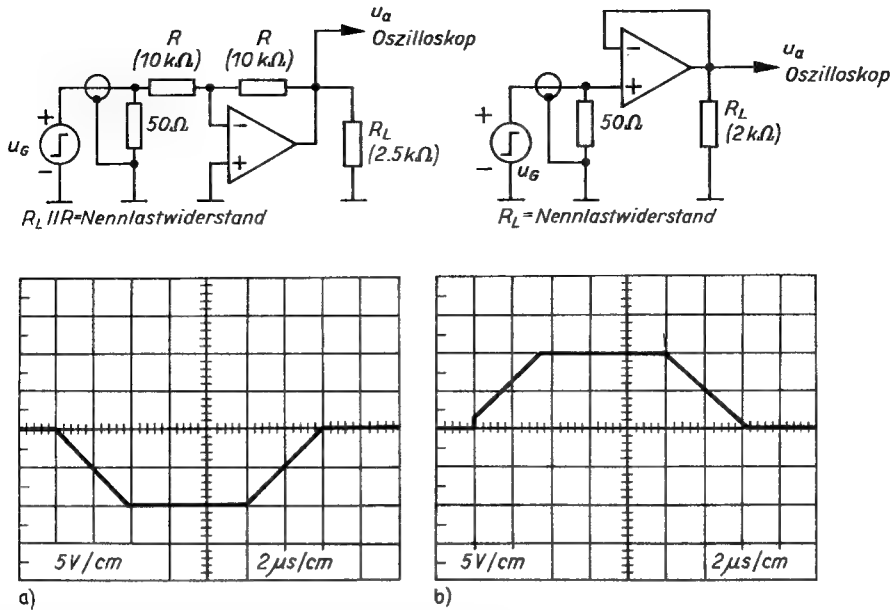 R
(10 kΩ)
R
(10 kΩ)
u_a
Oszilloskop
+
−
u_G
50Ω
−
+
R_L
(2.5 kΩ)
R_L//R=Nennlastwiderstand
u_a
Oszilloskop
−
+
+
−
u_G
50Ω
R_L
(2 kΩ)
R_L=Nennlastwiderstand
5V/cm
2μs/cm
a)
5V/cm
2μs/cm
b)